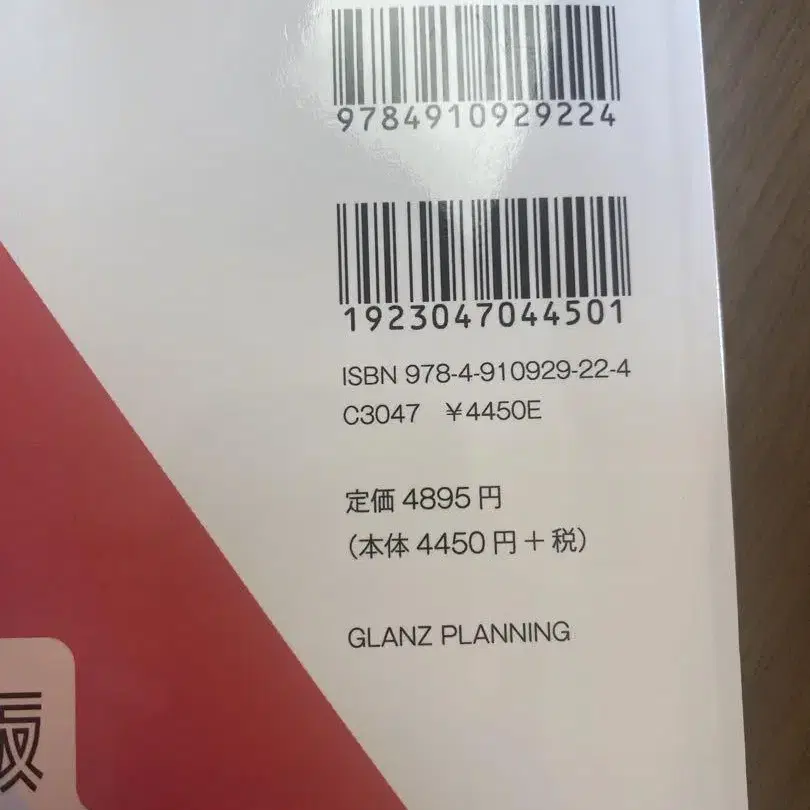 9784910929224
1923047044501
ISBN 978-4-910929-22-4
C3047 ¥4450E
定価 4895 円
（本体 4450 円＋税）
GLANZ PLANNING
版